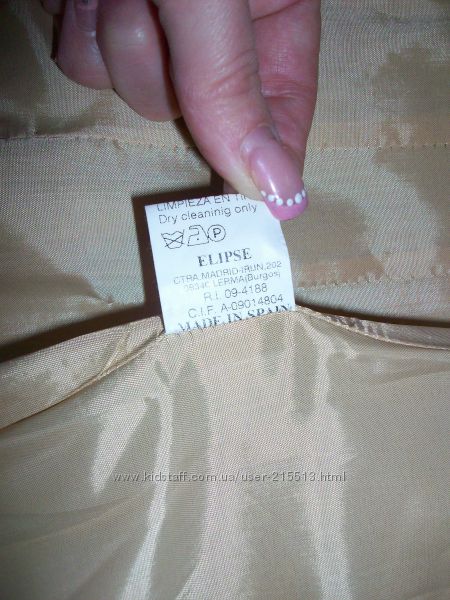 LIMPIEZA EN
Dry cleaninig only
P
ELIPSE
CTRA. MADRID-IRUN, 202
09340 LERMA (Burgos)
R.I. 09-4188
C.I.F. A-09014804
MADE IN SPAIN
www.kidstaff.com.ua/user-215513.html